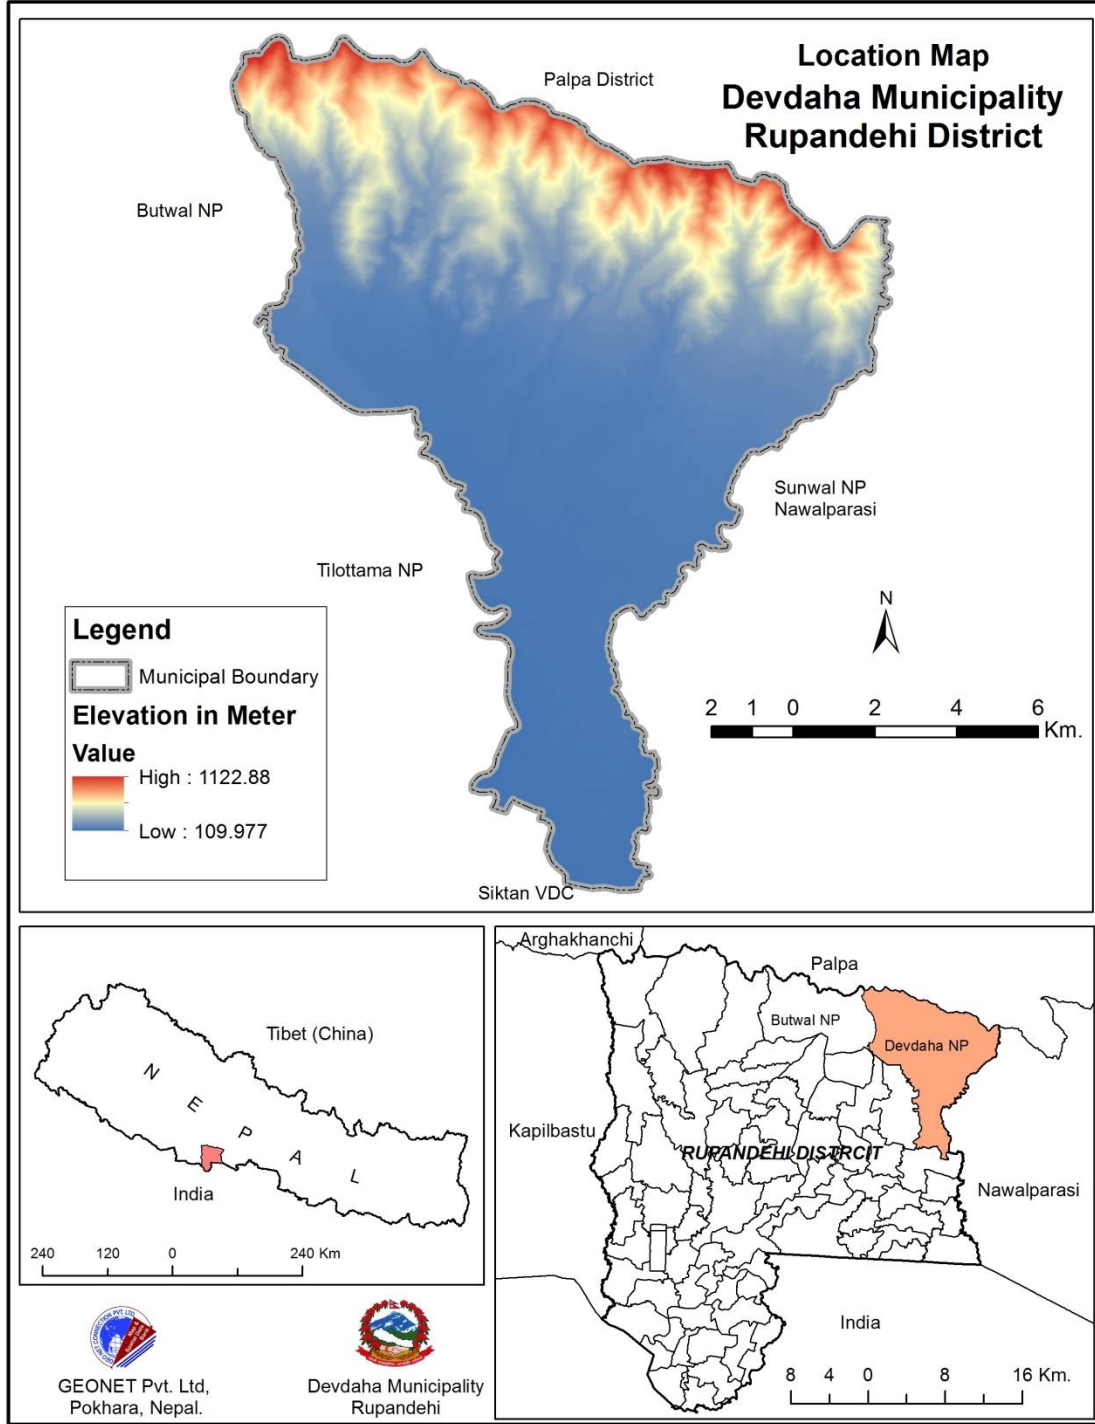 Location Map
Devdaha Municipality
Rupandehi District
Palpa District
Butwal NP
Sunwal NP
Nawalparasi
Tilottama NP
Siktan VDC
N
2 1 0 2 4 6
Km.
Legend
Municipal Boundary
Elevation in Meter
Value
High : 1122.88
Low : 109.977
Tibet (China)
N E P A L
India
240 120 0 240 Km
Arghakhanchi
Palpa
Butwal NP
Devdaha NP
Kapilbastu
RUPANDEHI DISTRCIT
Nawalparasi
India
8 4 0 8 16 Km.
GEONET Pvt. Ltd,
Pokhara, Nepal.
Devdaha Municipality
Rupandehi